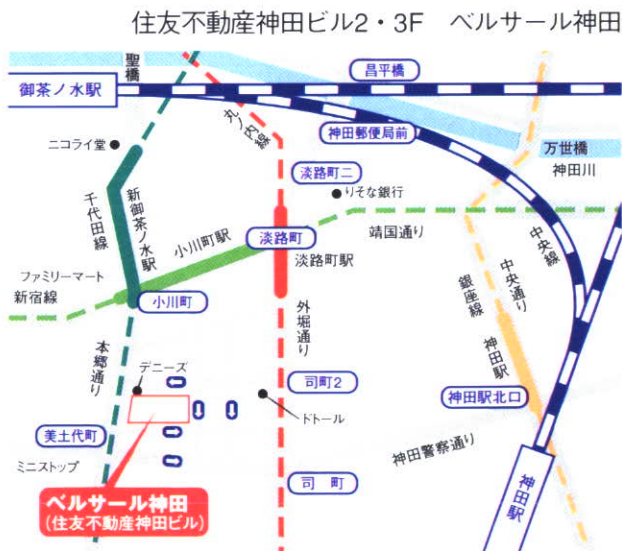 住友不動産神田ビル2・3F　ベルサール神田
聖橋
昌平橋
御茶ノ水駅
丸ノ内線
神田郵便局前
ニコライ堂
万世橋
神田川
淡路町二
りそな銀行
千代田線
新御茶ノ水駅
小川町駅
淡路町
靖国通り
中央線
淡路町駅
ファミリーマート
新宿線
小川町
銀座線
中央通り
外堀通り
神田駅
本郷通り
デニーズ
司町2
神田駅北口
ドトール
美土代町
神田警察通り
ミニストップ
司 町
神田駅
ベルサール神田
(住友不動産神田ビル)